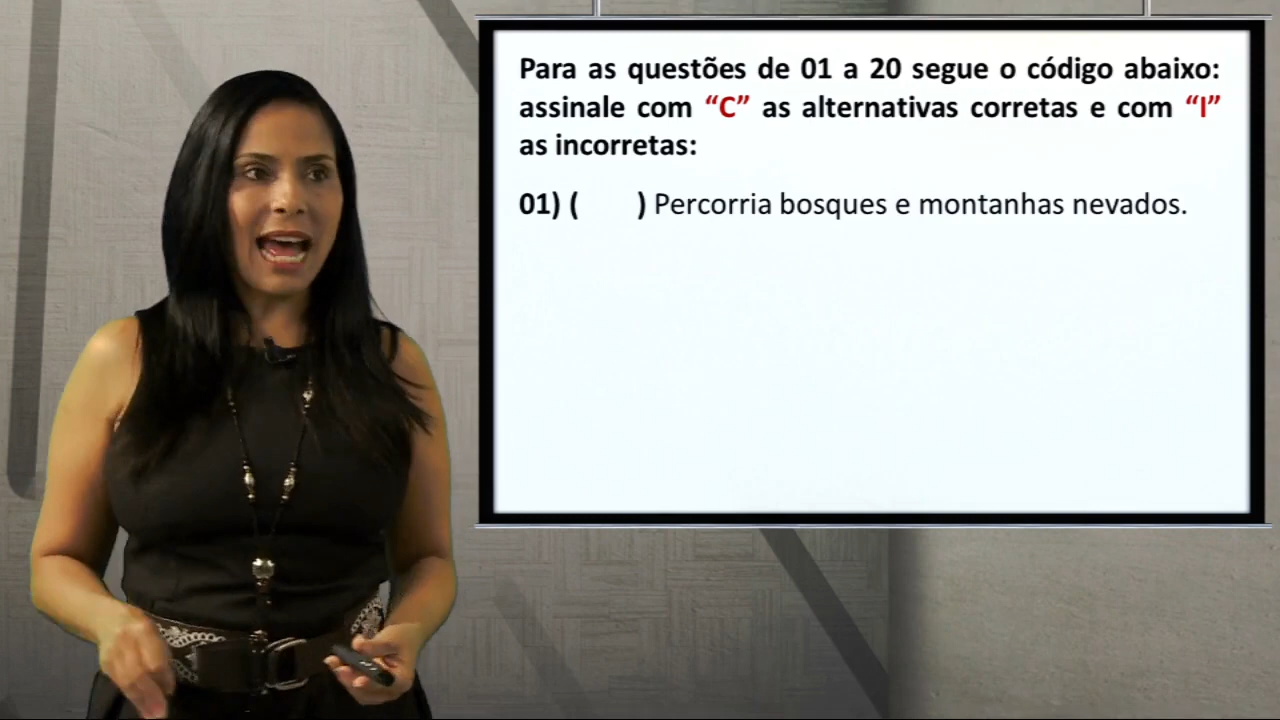 Para as questões de 01 a 20 segue o código abaixo:
assinale com “C” as alternativas corretas e com “I”
as incorretas:
01) ( ) Percorria bosques e montanhas nevados.